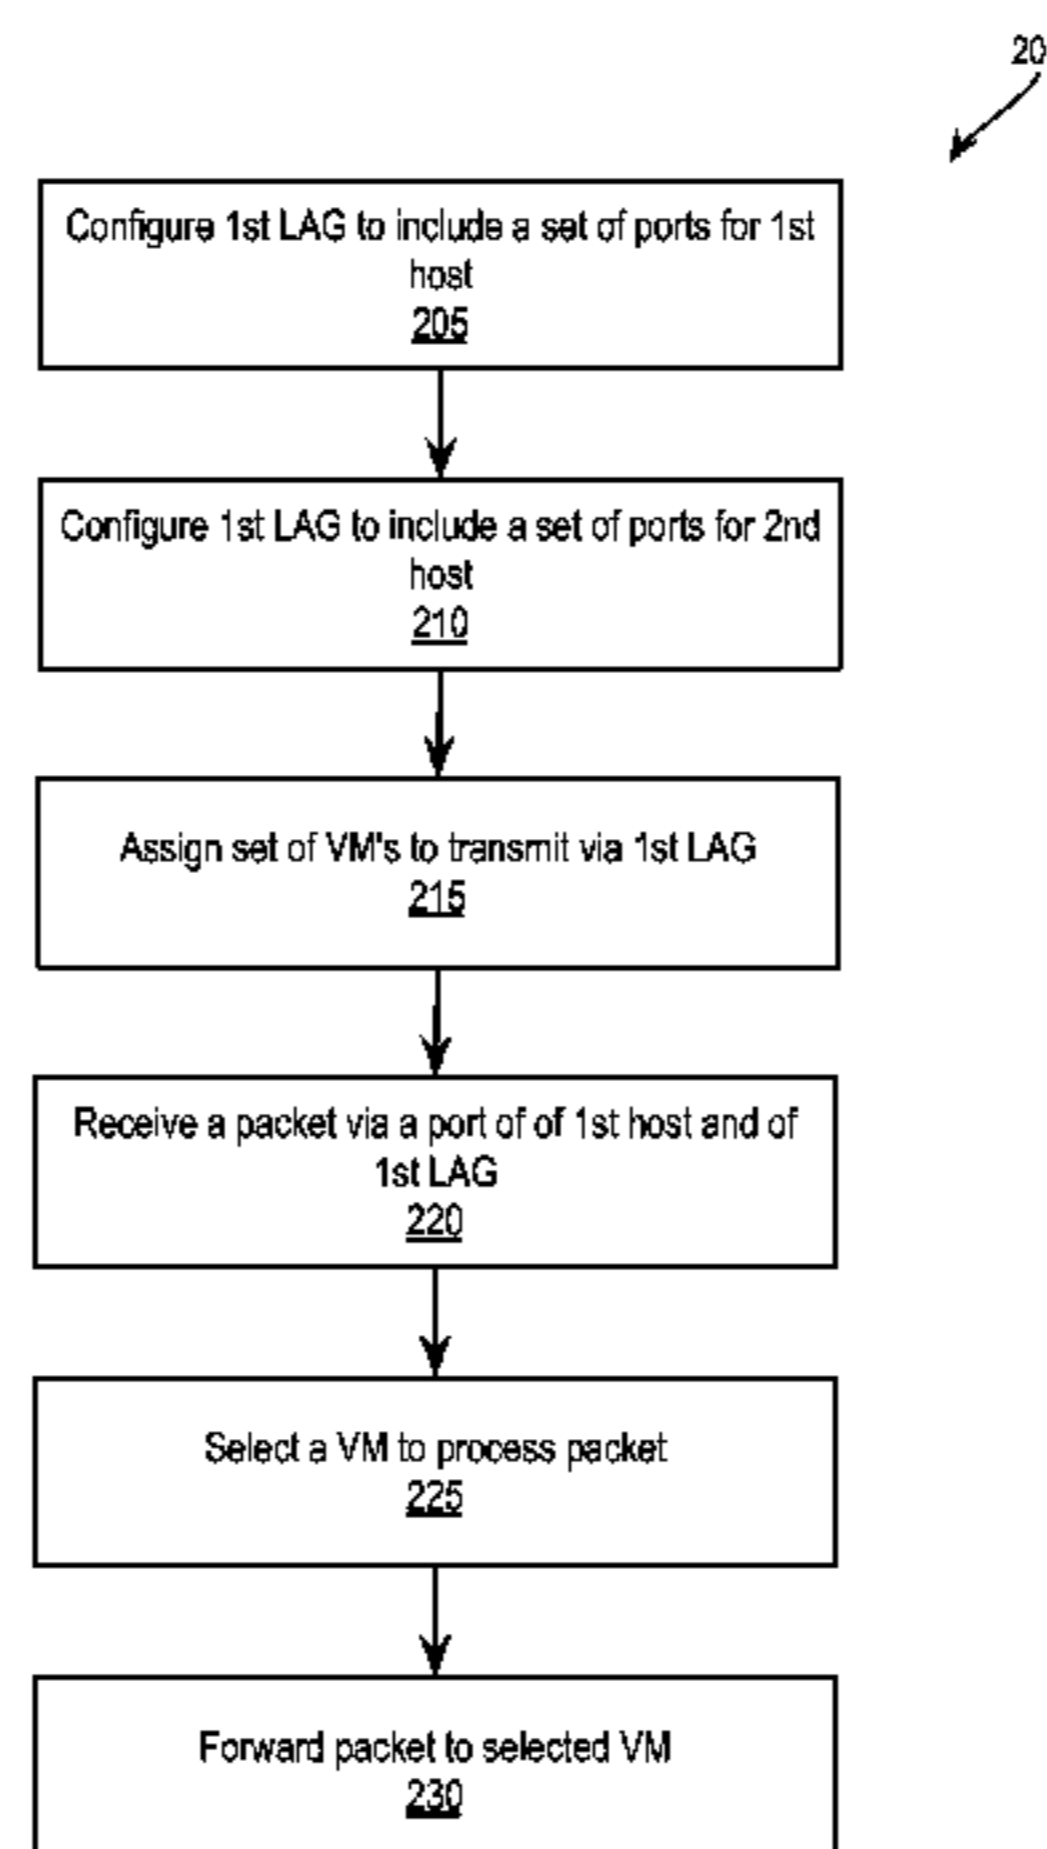 20
Configure 1st LAG to include a set of ports for 1st
host
205
Configure 1st LAG to include a set of ports for 2nd
host
210
Assign set of VM's to transmit via 1st LAG
215
Receive a packet via a port of of 1st host and of
1st LAG
220
Select a VM to process packet
225
Forward packet to selected VM
230